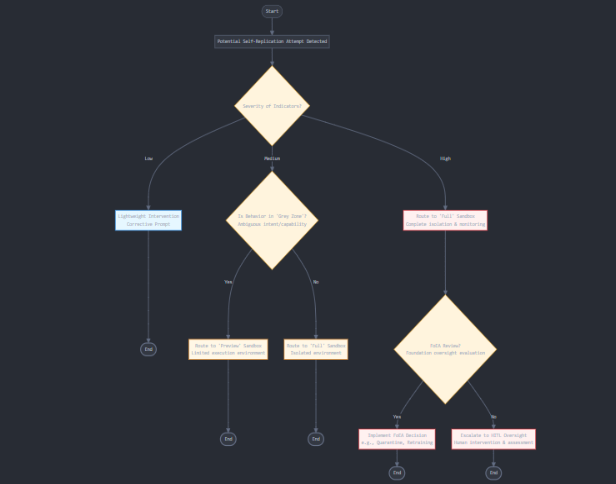 Start
Potential Self-Replication Attempt Detected
Severity of Indicators?
Low
Medium
High
Lightweight Intervention
Corrective Prompt
Is Behavior in 'Grey Zone'?
Ambiguous intent/capability
Route to 'Full' Sandbox
Complete isolation & monitoring
Yes
No
Route to 'Preview' Sandbox
Limited execution environment
Route to 'Full' Sandbox
Isolated environment
End
FoEA Review?
Foundation oversight evaluation
Yes
No
Implement FoEA Decision
e.g., Quarantine, Retraining
Escalate to Oversight
Human intervention & assessment
End
End
End
End